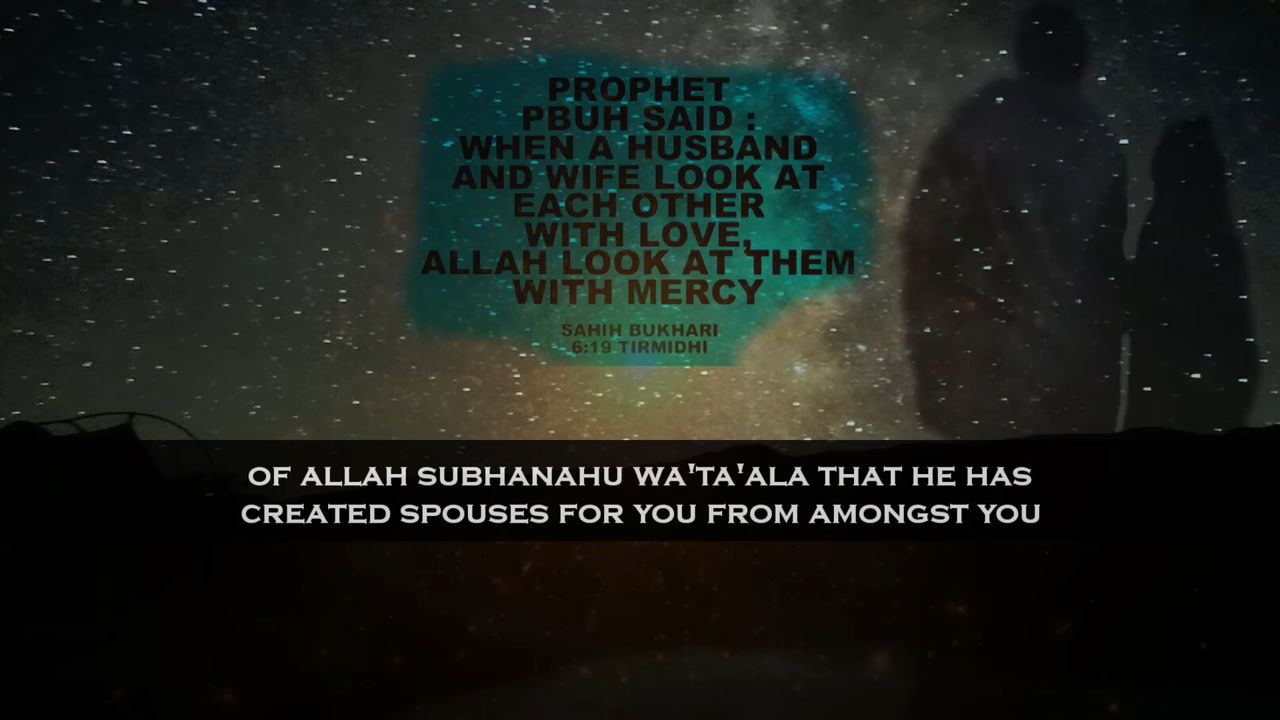 PROPHET
PBUH SAID :
WHEN A HUSBAND
AND WIFE LOOK AT
EACH OTHER
WITH LOVE,
ALLAH LOOK AT THEM
WITH MERCY
SAHIH BUKHARI
6:19 TIRMIDHI
OF ALLAH SUBHANAHU WA'TA'ALA THAT HE HAS
CREATED SPOUSES FOR YOU FROM AMONGST YOU